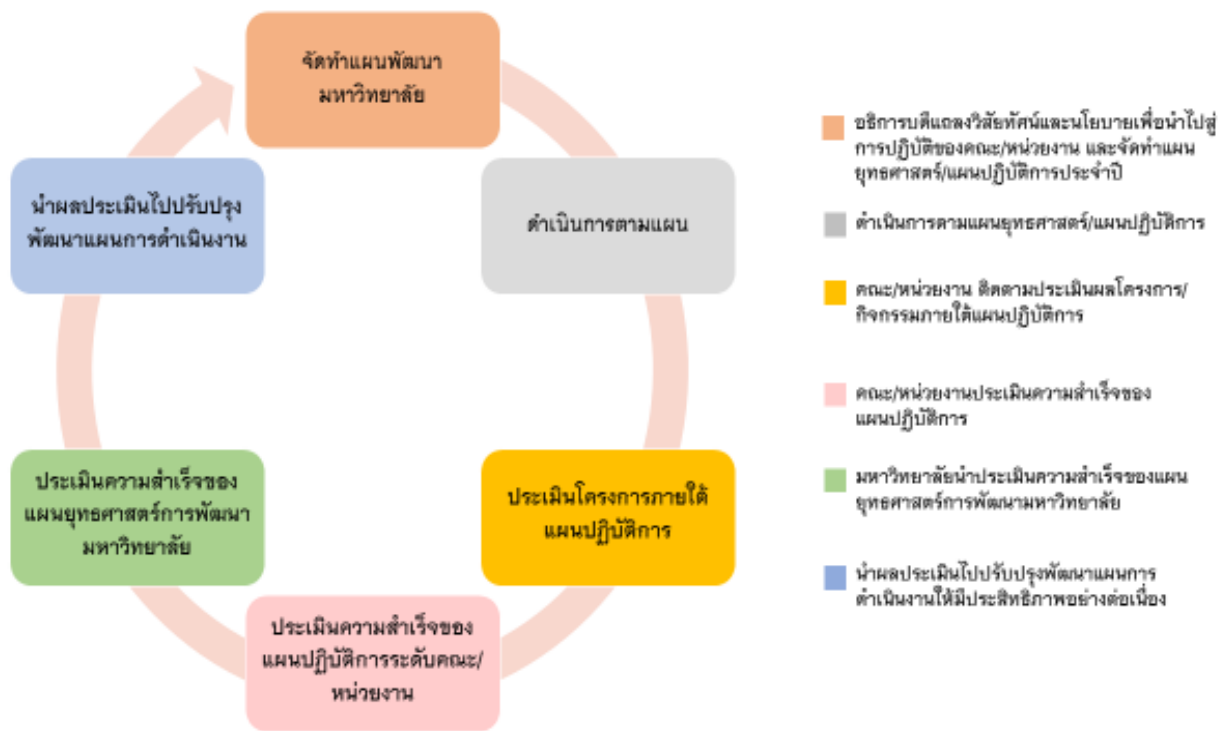 จัดทำแผนพัฒนา
มหาวิทยาลัย
ดำเนินการตามแผน
ประเมินโครงการภายใต้
แผนปฏิบัติการ
ประเมินความสำเร็จของ
แผนปฏิบัติการระดับคณะ/
หน่วยงาน
ประเมินความสำเร็จของ
แผนยุทธศาสตร์การพัฒนา
มหาวิทยาลัย
นำผลประเมินไปปรับปรุง
พัฒนาแผนการดำเนินงาน
อธิการบดีแถลงวิสัยทัศน์และนโยบายเพื่อนำไปสู่
การปฏิบัติของคณะ/หน่วยงาน และจัดทำแผน
ยุทธศาสตร์/แผนปฏิบัติการประจำปี
ดำเนินการตามแผนยุทธศาสตร์/แผนปฏิบัติการ
คณะ/หน่วยงาน ติดตามประเมินผลโครงการ/
กิจกรรมภายใต้แผนปฏิบัติการ
คณะ/หน่วยงานประเมินความสำเร็จของ
แผนปฏิบัติการ
มหาวิทยาลัยนำประเมินความสำเร็จของแผน
ยุทธศาสตร์การพัฒนามหาวิทยาลัย
นำผลประเมินไปปรับปรุงพัฒนาแผนการ
ดำเนินงานให้มีประสิทธิภาพอย่างต่อเนื่อง